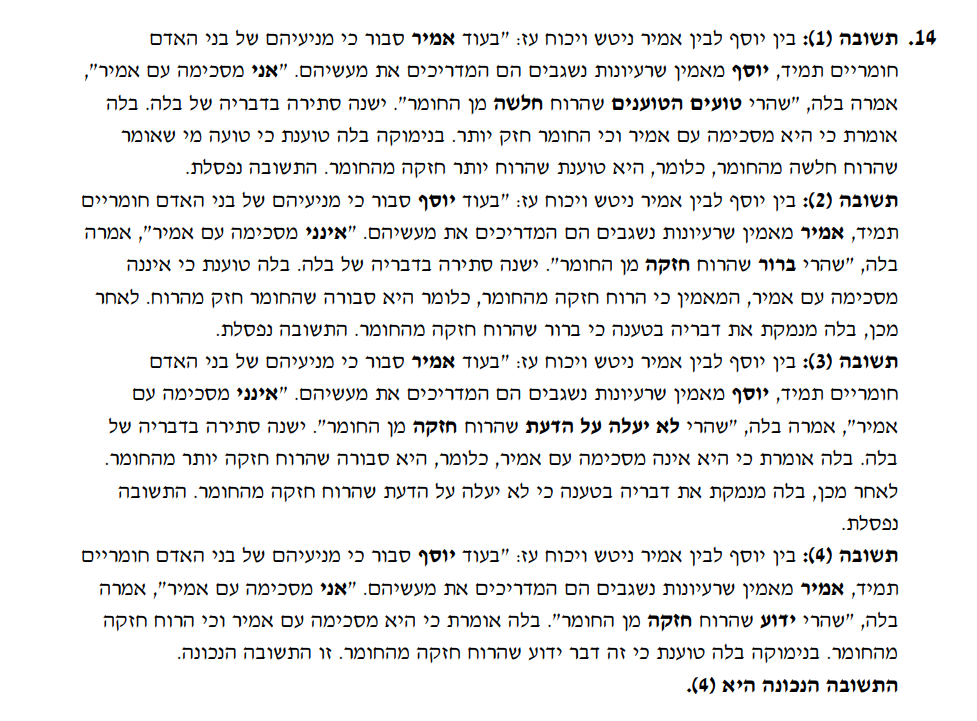 14. תשובה (1): בין יוסף לבין אמיר ניטש ויכוח עז: "בעוד אמיר סבור כי מניעיהם של בני האדם
חומריים תמיד, יוסף מאמין שרעיונות נשגבים הם המדריכים את מעשיהם. "אני מסכימה עם אמיר",
אמרה בלה, "שהרי טועים הטוענים שהרוח חלשה מן החומר". ישנה סתירה בדבריה של בלה. בלה
אומרת כי היא מסכימה עם אמיר וכי החומר חזק יותר. בנימוקה בלה טוענת כי טועה מי שאומר
שהרוח חלשה מהחומר, כלומר, היא טוענת שהרוח יותר חזקה מהחומר. התשובה נפסלת.
תשובה (2): בין יוסף לבין אמיר ניטש ויכוח עז: "בעוד יוסף סבור כי מניעיהם של בני האדם חומריים
תמיד, אמיר מאמין שרעיונות נשגבים הם המדריכים את מעשיהם. "אינני מסכימה עם אמיר", אמרה
בלה, "שהרי ברור שהרוח חזקה מן החומר". ישנה סתירה בדבריה של בלה. בלה טוענת כי איננה
מסכימה עם אמיר, המאמין כי הרוח חזקה מהחומר, כלומר היא סבורה שהחומר חזק מהרוח. לאחר
מכן, בלה מנמקת את דבריה בטענה כי ברור שהרוח חזקה מהחומר. התשובה נפסלת.
תשובה (3): בין יוסף לבין אמיר ניטש ויכוח עז: "בעוד אמיר סבור כי מניעיהם של בני האדם
חומריים תמיד, יוסף מאמין שרעיונות נשגבים הם המדריכים את מעשיהם. "אינני מסכימה עם
אמיר", אמרה בלה, "שהרי לא יעלה על הדעת שהרוח חזקה מן החומר". ישנה סתירה בדבריה של
בלה. בלה אומרת כי היא אינה מסכימה עם אמיר, כלומר, היא סבורה שהרוח חזקה יותר מהחומר.
לאחר מכן, בלה מנמקת את דבריה בטענה כי לא יעלה על הדעת שהרוח חזקה מהחומר. התשובה
נפסלת.
תשובה (4): בין יוסף לבין אמיר ניטש ויכוח עז: "בעוד יוסף סבור כי מניעיהם של בני האדם חומריים
תמיד, אמיר מאמין שרעיונות נשגבים הם המדריכים את מעשיהם. "אני מסכימה עם אמיר", אמרה
בלה, "שהרי ידוע שהרוח חזקה מן החומר". בלה אומרת כי היא מסכימה עם אמיר וכי הרוח חזקה
מהחומר. בנימוקה בלה טוענת כי זה דבר ידוע שהרוח חזקה מהחומר. זו התשובה הנכונה.
התשובה הנכונה היא (4).